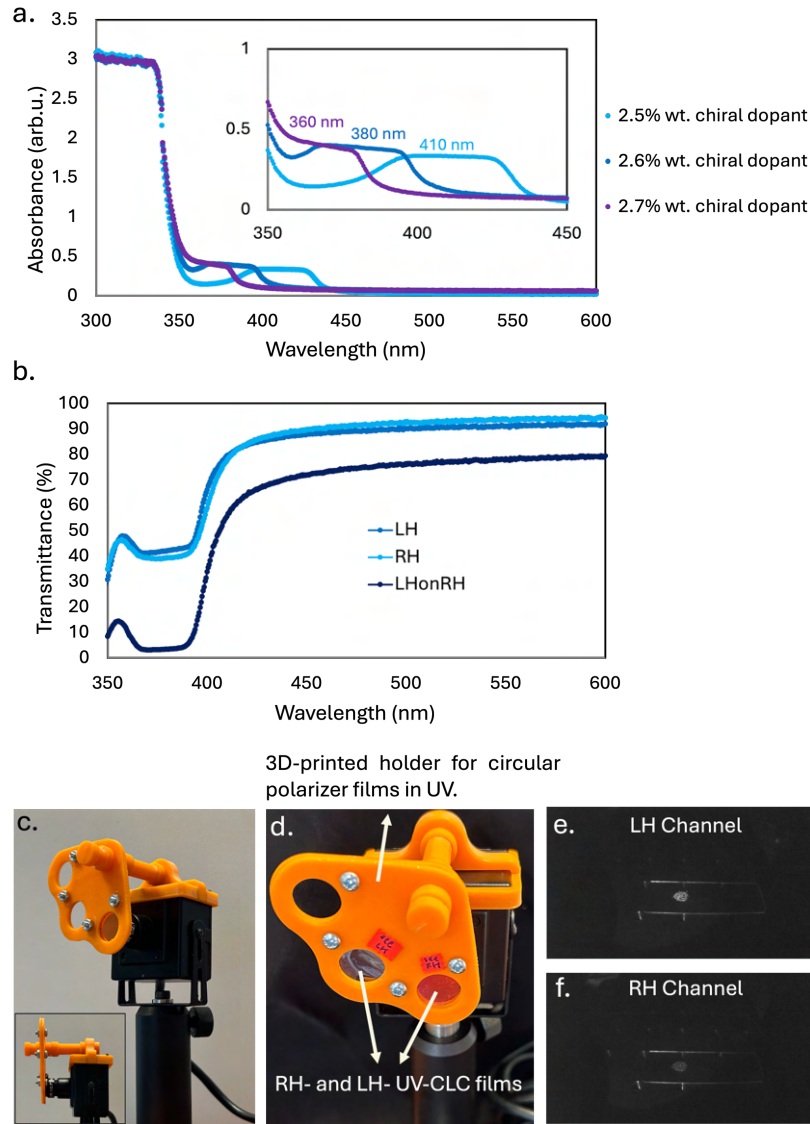 a.
3.5
3
2.5
2
1.5
1
0.5
0
Absorbance (arb.u.)
300 350 400 450 500 550 600
Wavelength (nm)
1
0.5
0
350 400 450
360 nm
380 nm
410 nm
2.5% wt. chiral dopant
2.6% wt. chiral dopant
2.7% wt. chiral dopant
b.
100
90
80
70
60
50
40
30
20
10
0
Transmittance (%)
LH
RH
LHonRH
350 400 450 500 550 600
Wavelength (nm)
3D-printed holder for circular
polarizer films in UV.
c.
d.
LH
RH
RH- and LH- UV-CLC films
e.
LH Channel
f.
RH Channel